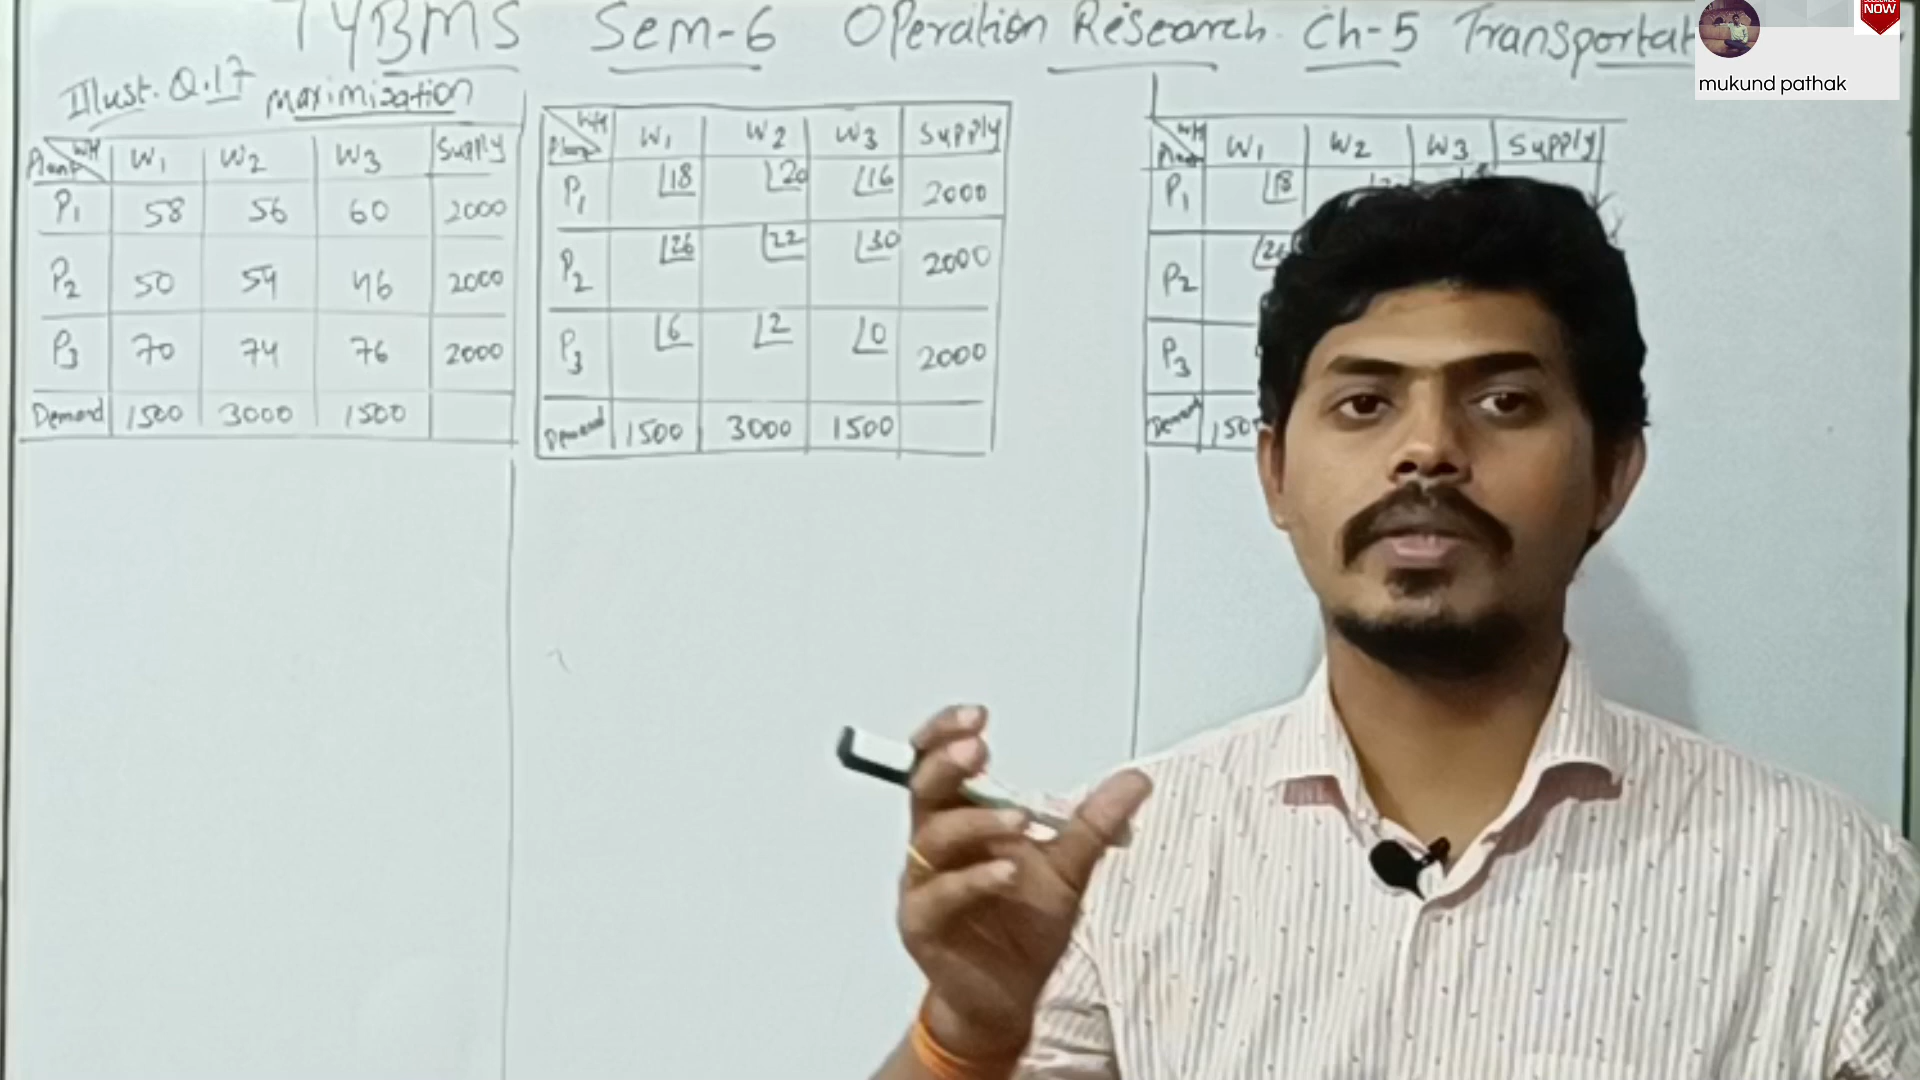 TYBMS Sem-6 Operation Research. Ch-5
NOW
mukund pathak
Illust. Q.17 maximization
Plant WH W1 W2 W3 Supply
P1 58 56 60 2000
P2 50 54 46 2000
P3 70 74 76 2000
Demand 1500 3000 1500
Plant WH W1 W2 W3 Supply
P1 18 20 16 2000
P2 26 22 30 2000
P3 6 2 0 2000
Demand 1500 3000 1500
Plant WH W1 W2 W3 Supply
P1 18
P2
P3
Demand